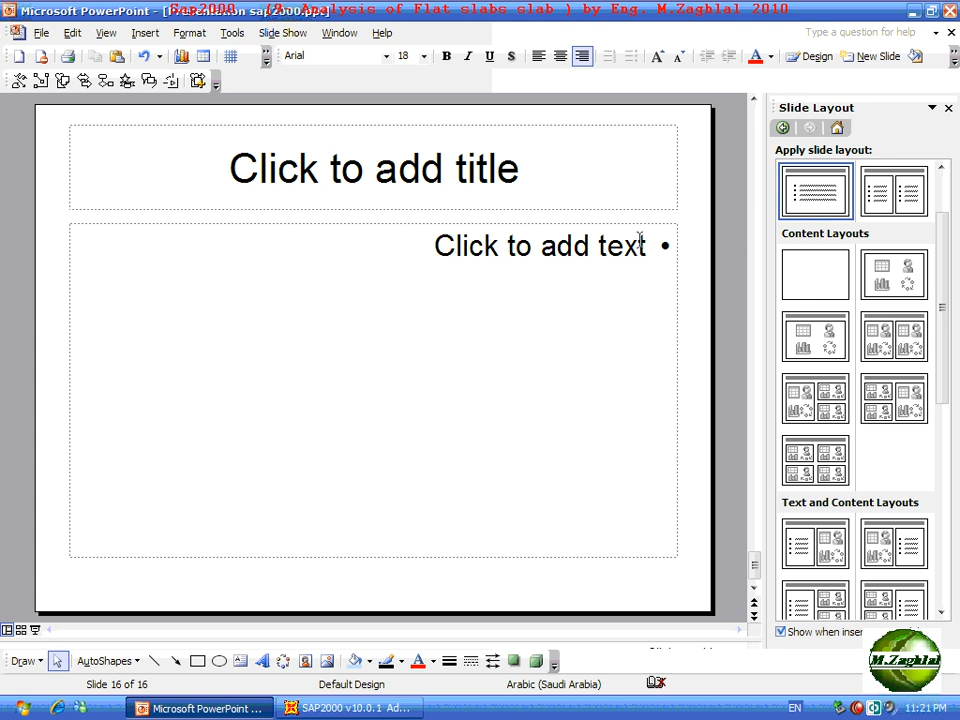 Microsoft PowerPoint - [Presentation sap2000.ppt]
Analysis of Flat slabs slab ) by Eng. M.Zaghlal 2010
File Edit View Insert Format Tools Slide Show Window Help
Type a question for help
Arial 18 B I U S A Design New Slide
Slide Layout
Apply slide layout:
Click to add title
Click to add text •
Content Layouts
Text and Content Layouts
Show when inser
Draw AutoShapes
Slide 16 of 16 Default Design Arabic (Saudi Arabia)
M.Zaghlal
Microsoft PowerPoint ... SAP2000 v10.0.1 Ad... EN 11:21 PM